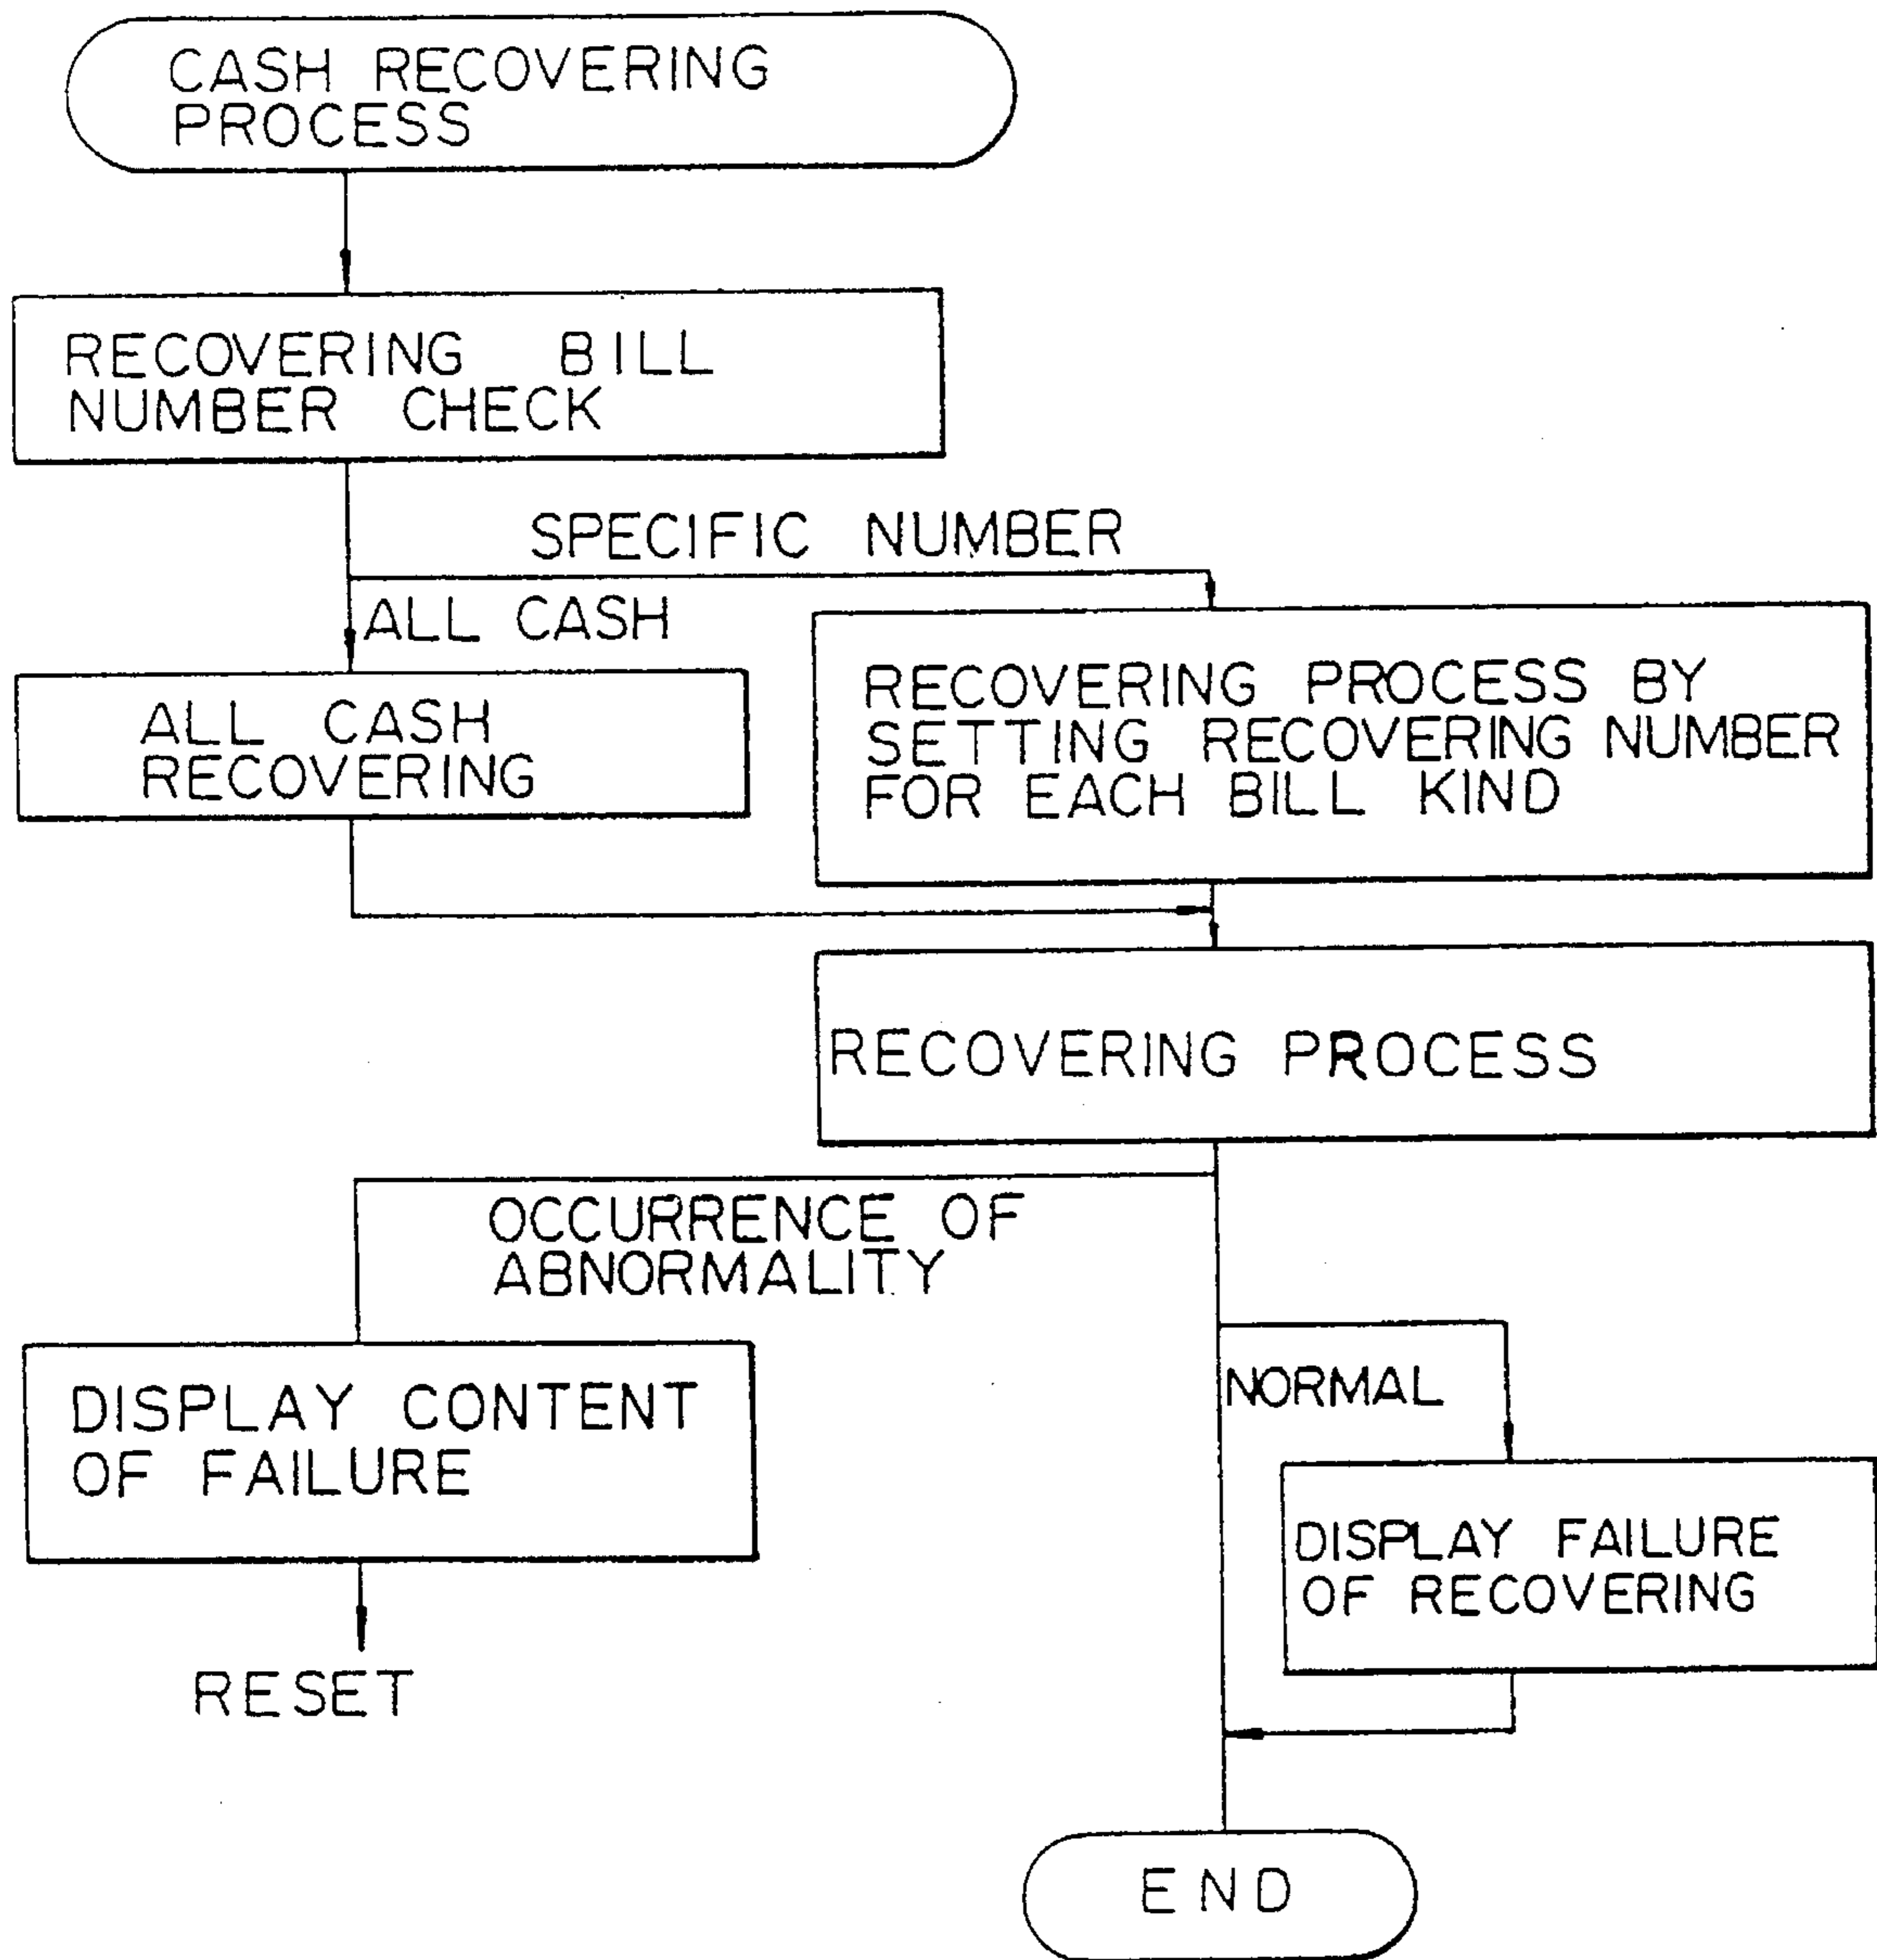 CASH RECOVERING
PROCESS
RECOVERING BILL
NUMBER CHECK
SPECIFIC NUMBER
ALL CASH
ALL CASH
RECOVERING
RECOVERING PROCESS BY
SETTING RECOVERING NUMBER
FOR EACH BILL KIND
RECOVERING PROCESS
OCCURRENCE OF
ABNORMALITY
NORMAL
DISPLAY CONTENT
OF FAILURE
DISPLAY FAILURE
OF RECOVERING
RESET
END